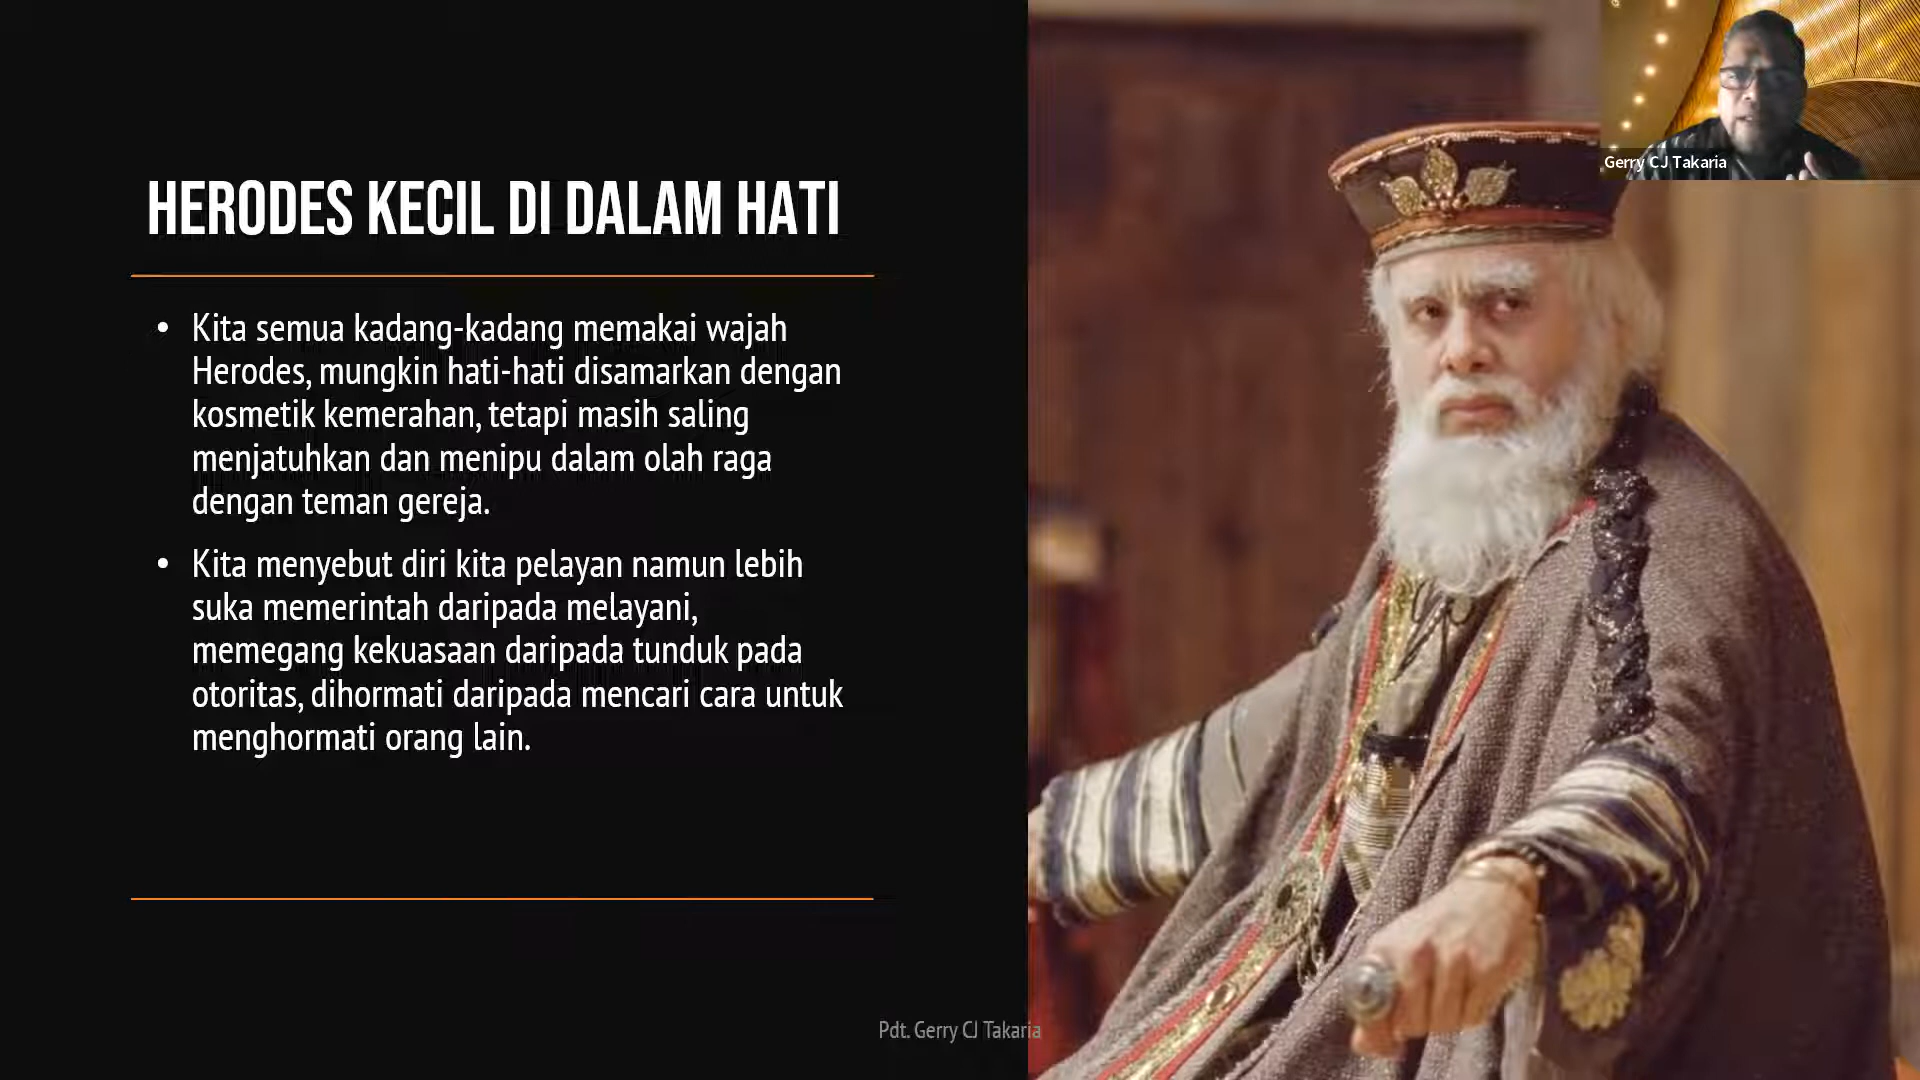 HERODES KECIL DI DALAM HATI
• Kita semua kadang-kadang memakai wajah
Herodes, mungkin hati-hati disamarkan dengan
kosmetik kemerahan, tetapi masih saling
menjatuhkan dan menipu dalam olah raga
dengan teman gereja.
• Kita menyebut diri kita pelayan namun lebih
suka memerintah daripada melayani,
memegang kekuasaan daripada tunduk pada
otoritas, dihormati daripada mencari cara untuk
menghormati orang lain.
Pdt. Gerry CJ Takaria
Gerry CJ Takaria